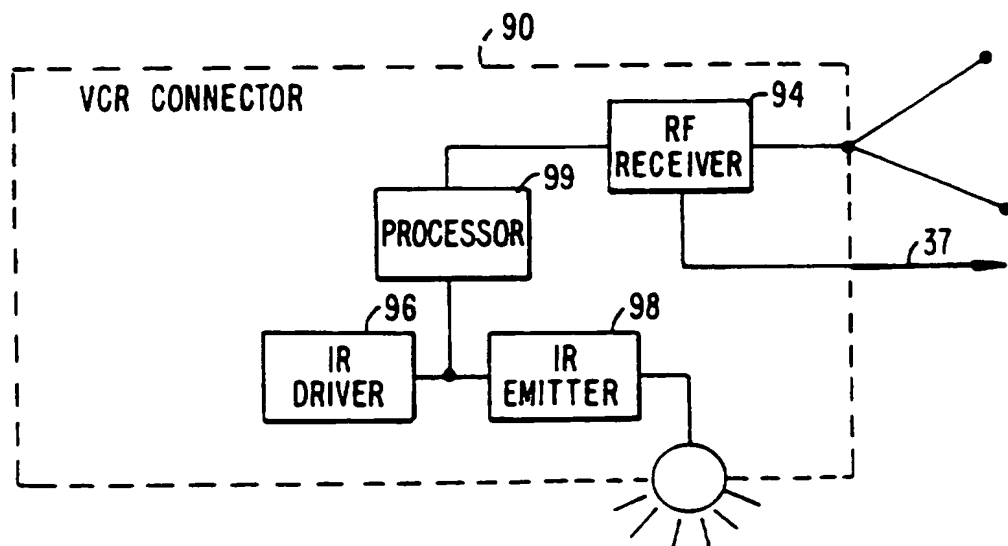 90
VCR CONNECTOR
94
RF
RECEIVER
99
PROCESSOR
37
96
98
IR
DRIVER
IR
EMITTER